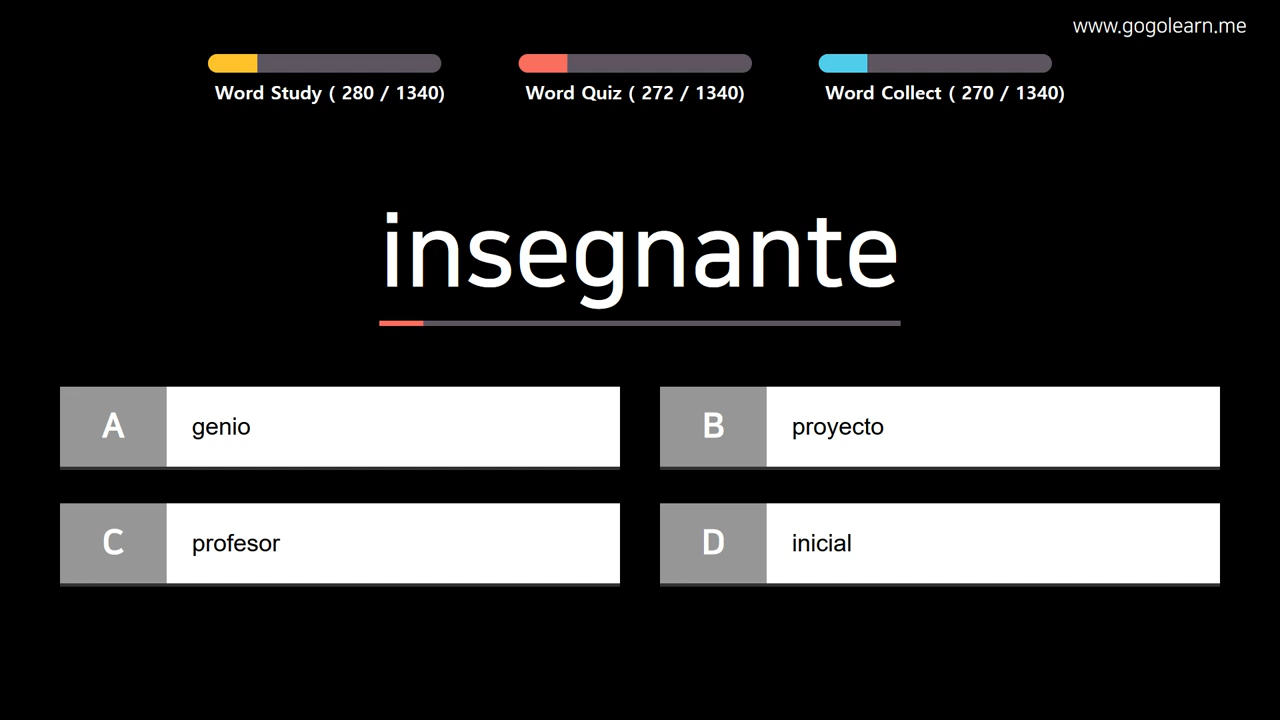 www.gogolearn.me
Word Study ( 280 / 1340)
Word Quiz ( 272 / 1340)
Word Collect ( 270 / 1340)
insegnante
A genio
B proyecto
C profesor
D inicial